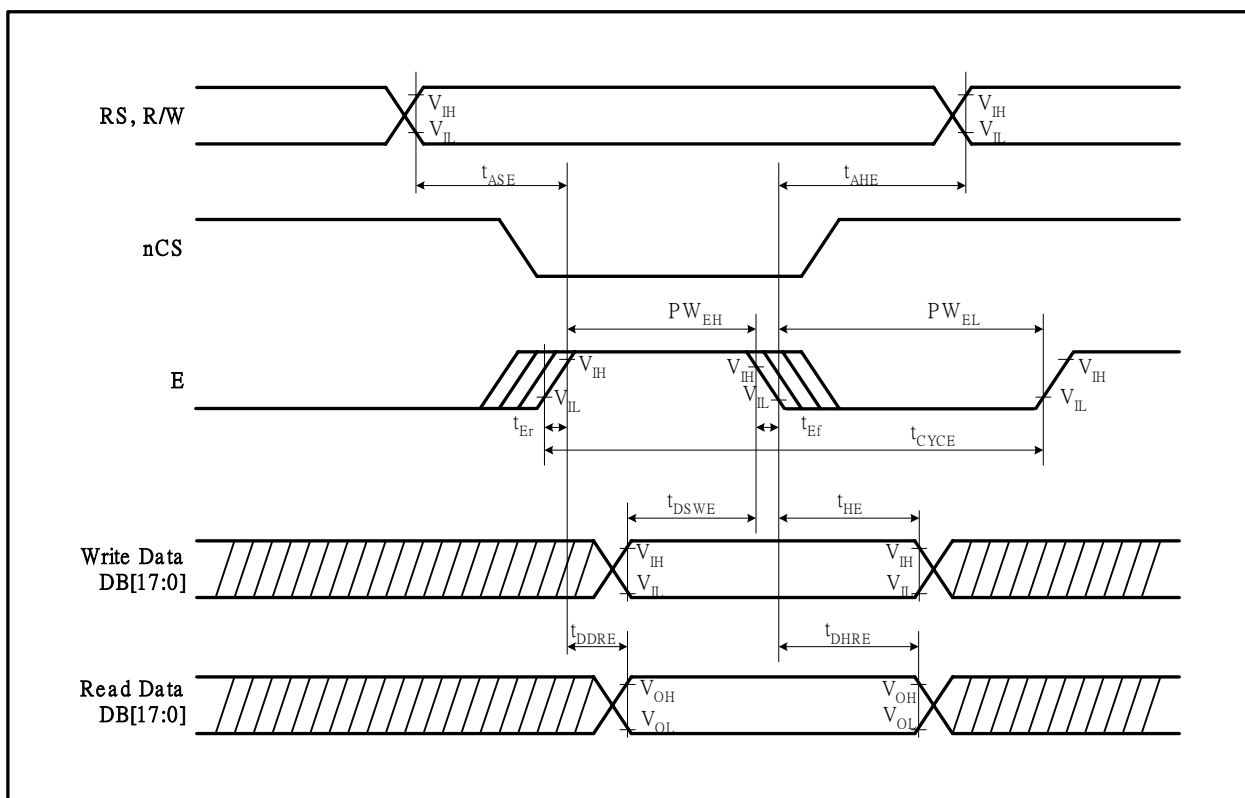 RS, R/W
V_IH
V_IL
V_IH
V_IL
t_ASE
t_AHE
nCS
PW_EH
PW_EL
E
V_IH
V_IL
V_IH
V_IL
V_IH
V_IL
t_Er
t_Ef
t_CYCE
t_DSWE
t_HE
Write Data
DB[17:0]
V_IH
V_IL
V_IH
V_IL
t_DDRE
t_DHRE
Read Data
DB[17:0]
V_OH
V_OL
V_OH
V_OL